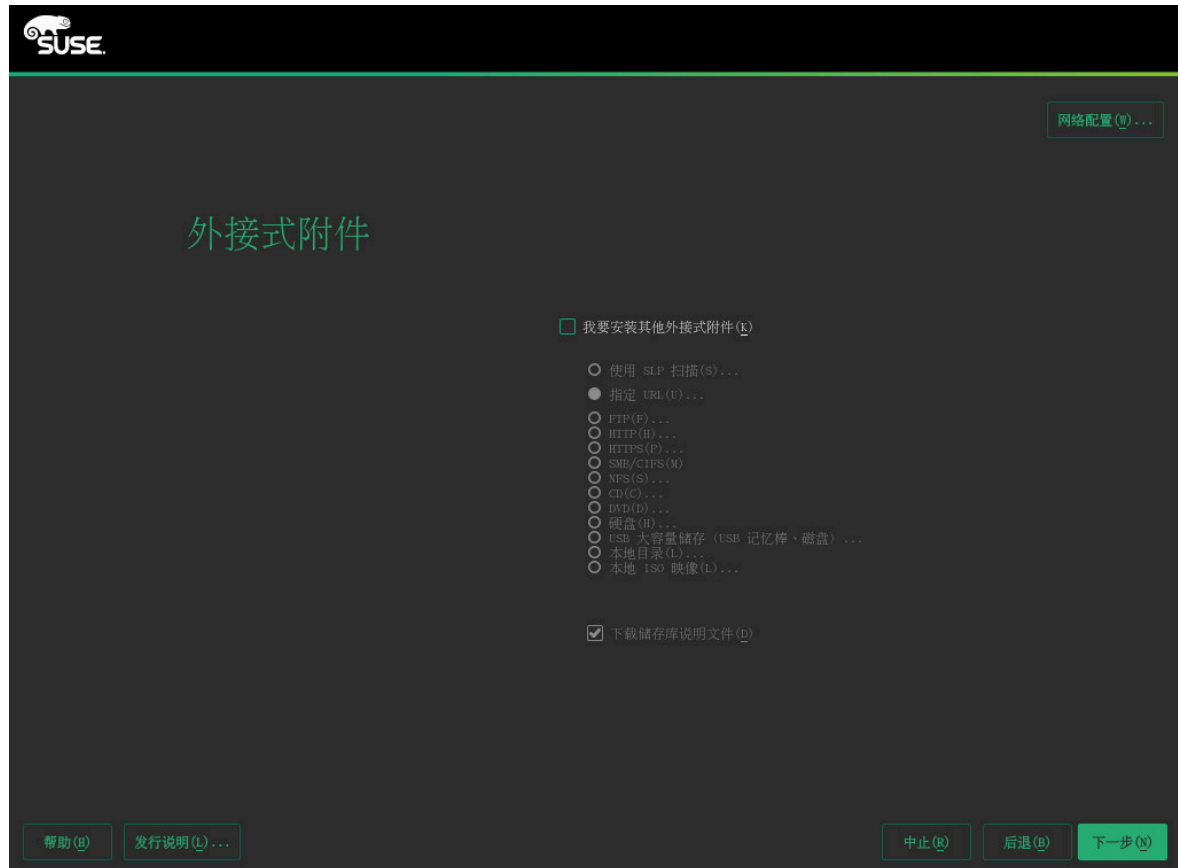 SUSE.
网络配置(W)...
外接式附件
我要安装其他外接式附件(K)
使用 SLP 扫描(S)...
指定 URL(U)...
FTP(F)...
HTTP(H)...
HTTPS(P)...
SMB/CIFS(M)
NFS(S)...
CD(C)...
DVD(D)...
硬盘(H)...
USB 大容量储存 (USB 记忆棒、磁盘) ...
本地目录(L)...
本地 ISO 映像(L)...
下载储存库说明文件(D)
帮助(H) 发行说明(L)... 中止(R) 后退(B) 下一步(N)